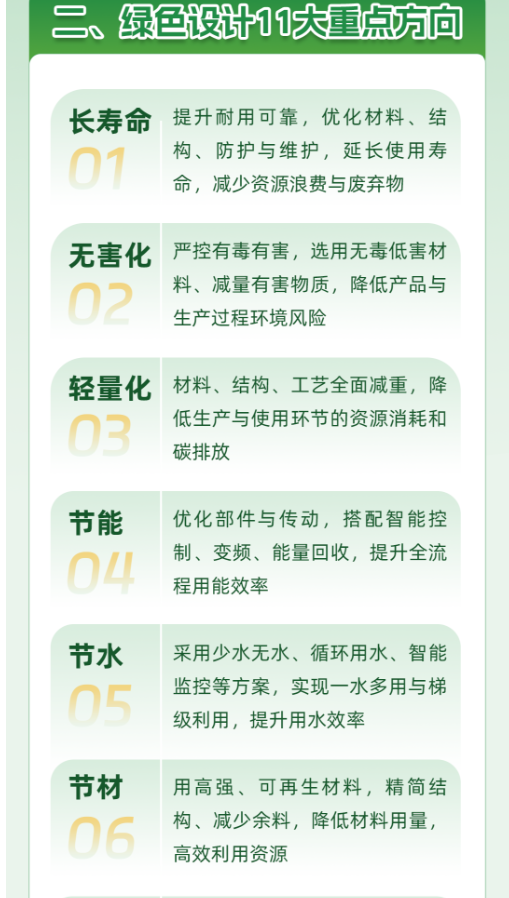 二、绿色设计11大重点方向
长寿命
01
提升耐用可靠，优化材料、结
构、防护与维护，延长使用寿
命，减少资源浪费与废弃物
无害化
02
严控有毒有害，选用无毒低害材
料、减量有害物质，降低产品与
生产过程环境风险
轻量化
03
材料、结构、工艺全面减重，降
低生产与使用环节的资源消耗和
碳排放
节能
04
优化部件与传动，搭配智能控
制、变频、能量回收，提升全流
程用能效率
节水
05
采用少水无水、循环用水、智能
监控等方案，实现一水多用与梯
级利用，提升用水效率
节材
06
用高强、可再生材料，精简结
构、减少余料，降低材料用量，
高效利用资源